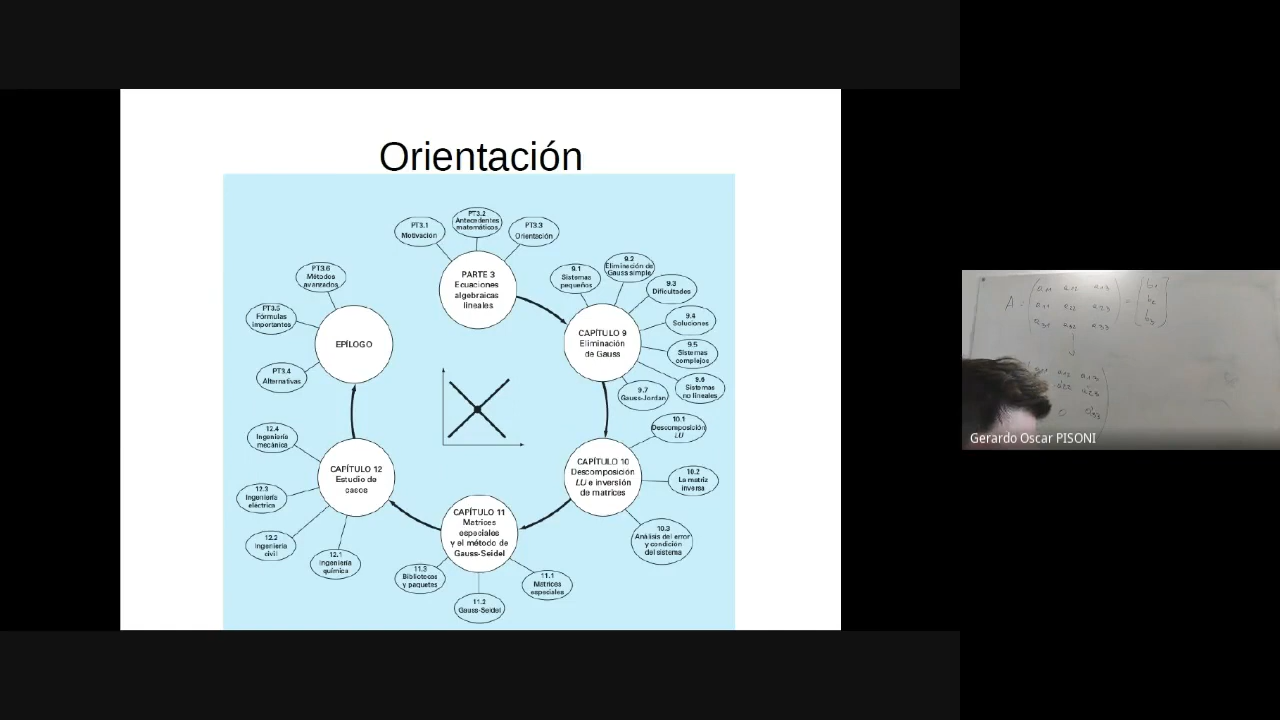 Orientación
PT3.1
Motivación
PT3.2
Antecedentes
matemáticos
PT3.3
Orientación
PARTE 3
Ecuaciones
algebraicas
lineales
9.1
Sistemas
pequeños
9.2
Eliminación de
Gauss simple
9.3
Dificultades
9.4
Soluciones
9.5
Sistemas
complejos
9.6
Sistemas
no lineales
9.7
Gauss-Jordan
CAPÍTULO 9
Eliminación
de Gauss
10.1
Descomposición
LU
10.2
La matriz
inversa
10.3
Análisis del error
y condición
del sistema
CAPÍTULO 10
Descomposición
LU e inversión
de matrices
CAPÍTULO 11
Matrices
especiales
y el método de
Gauss-Seidel
11.1
Matrices
especiales
11.2
Gauss-Seidel
11.3
Bibliotecas
y paquetes
CAPÍTULO 12
Estudio de
casos
12.1
Ingeniería
química
12.2
Ingeniería
civil
12.3
Ingeniería
eléctrica
12.4
Ingeniería
mecánica
EPÍLOGO
PT3.4
Alternativas
PT3.5
Fórmulas
importantes
PT3.6
Métodos
avanzados
A =
b1
b2
b3
Gerardo Oscar PISONI